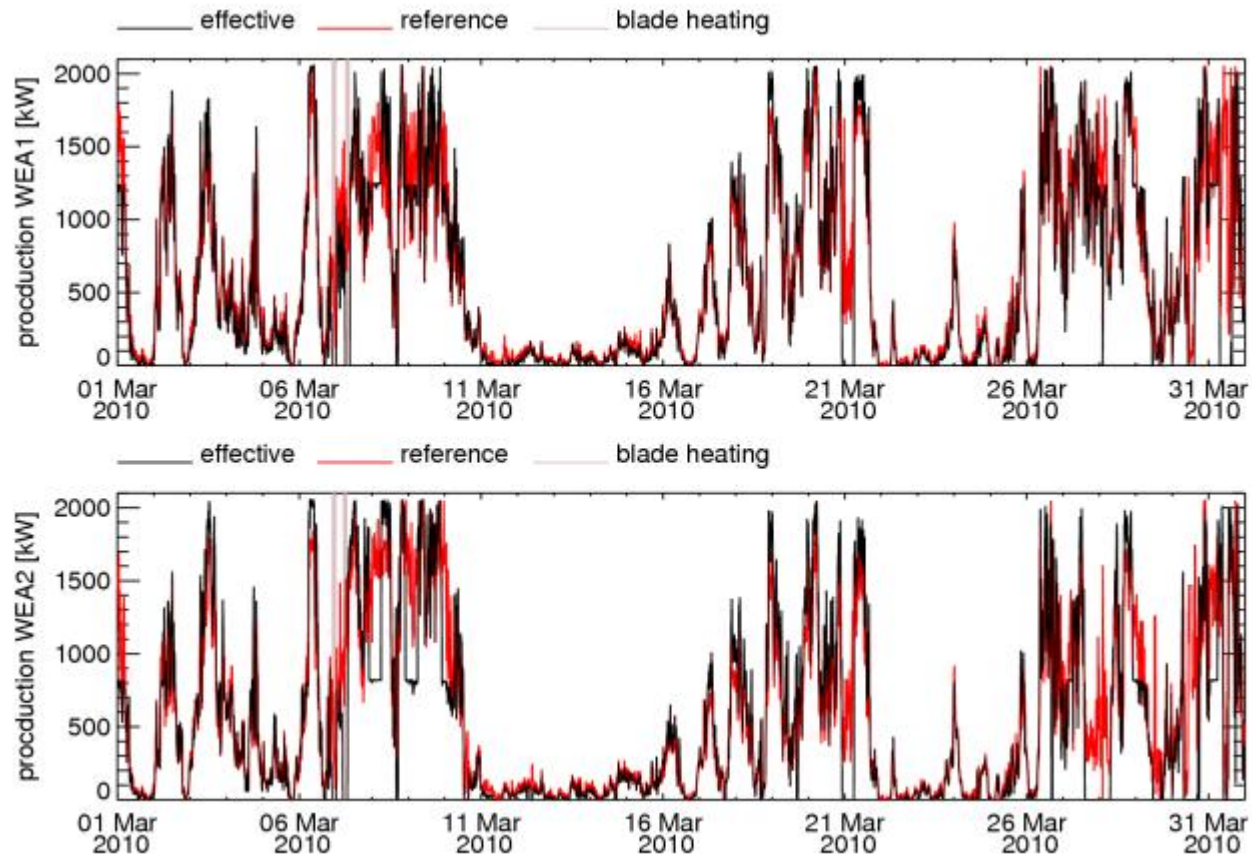 effective reference blade heating
procduction WEA1 [kW]
2000
1500
1000
500
0
01 Mar 06 Mar 11 Mar 16 Mar 21 Mar 26 Mar 31 Mar
2010 2010 2010 2010 2010 2010 2010
effective reference blade heating
procduction WEA2 [kW]
2000
1500
1000
500
0
01 Mar 06 Mar 11 Mar 16 Mar 21 Mar 26 Mar 31 Mar
2010 2010 2010 2010 2010 2010 2010